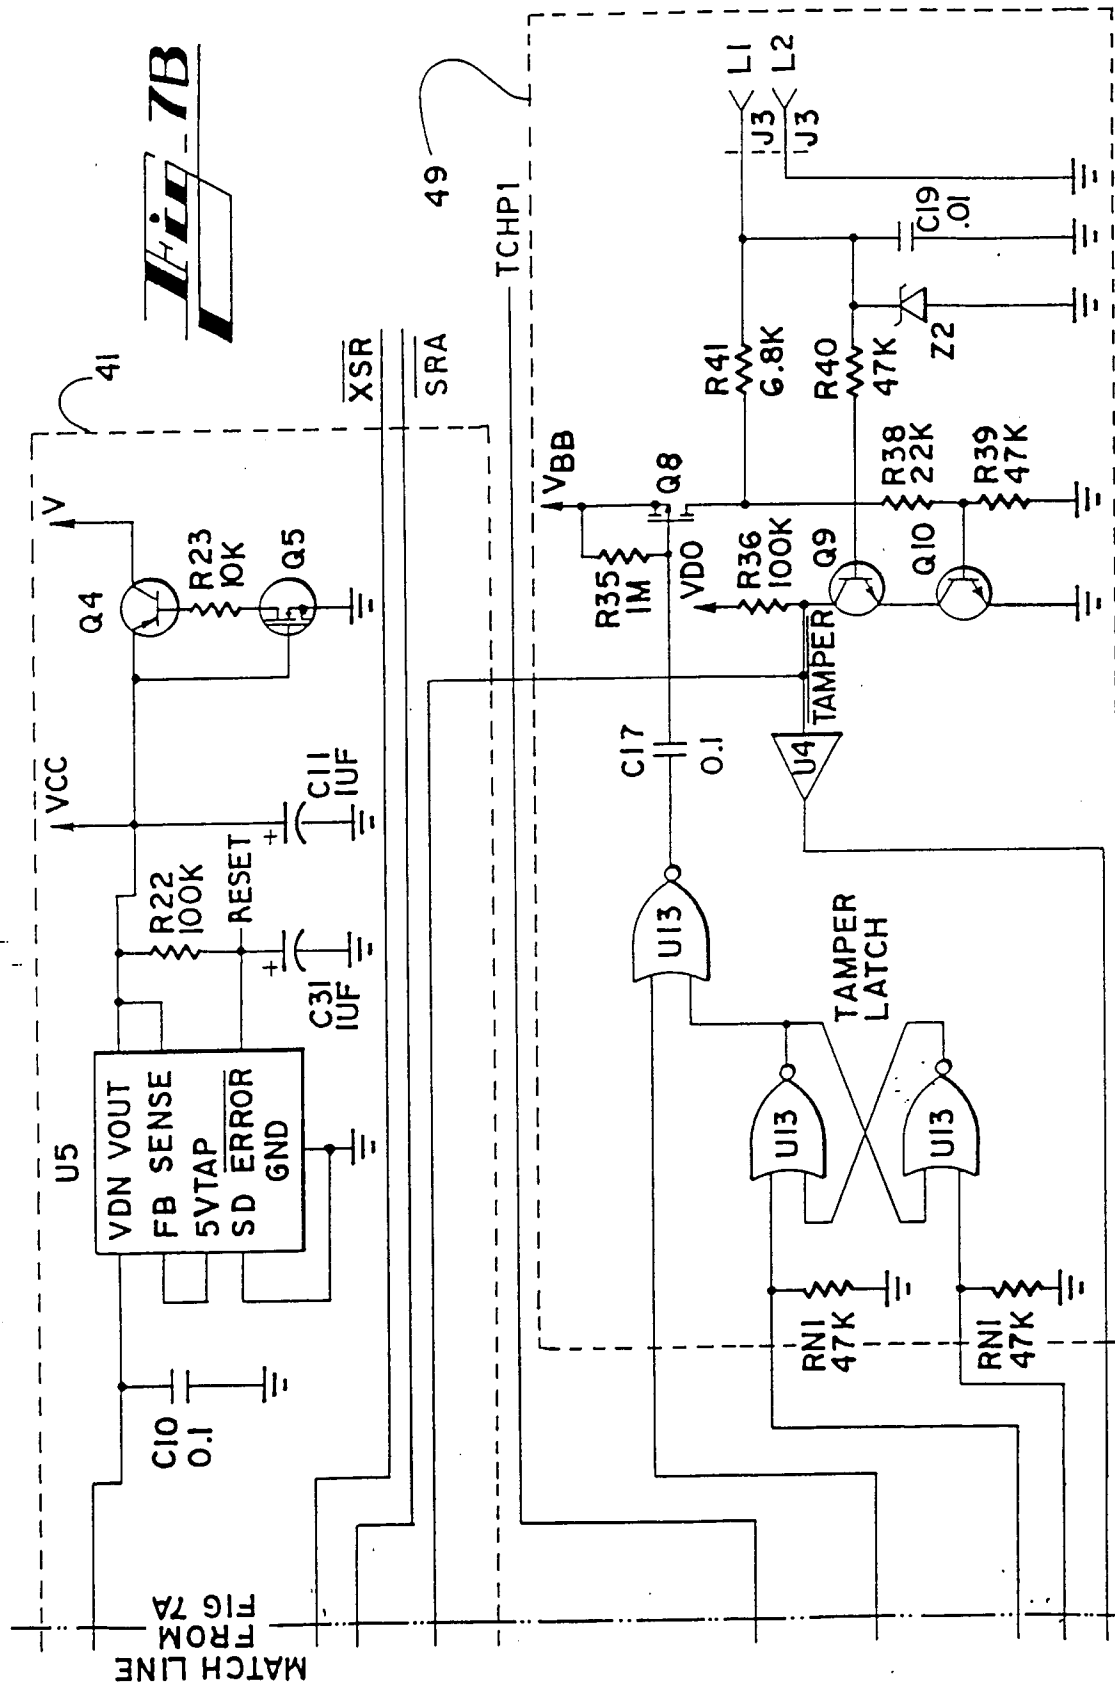 Fig. 7B
41
V
VCC
Q4
R23
10K
Q5
R22
100K
RESET
C11
1UF
C31
1UF
U5
VDN VOUT
FB SENSE
5VTAP
SD ERROR
GND
C10
0.1
XSR
SRA
TCHP1
MATCH LINE
FROM
FIG 7A
49
L1
L2
J3
J3
VBB
R35
1M
Q8
R41
6.8K
VDO
R36
100K
Q9
R40
47K
C19
.01
Z2
R38
22K
Q10
R39
47K
C17
0.1
TAMPER
U4
U13
TAMPER
LATCH
U13
U13
RN1
47K
RN1
47K